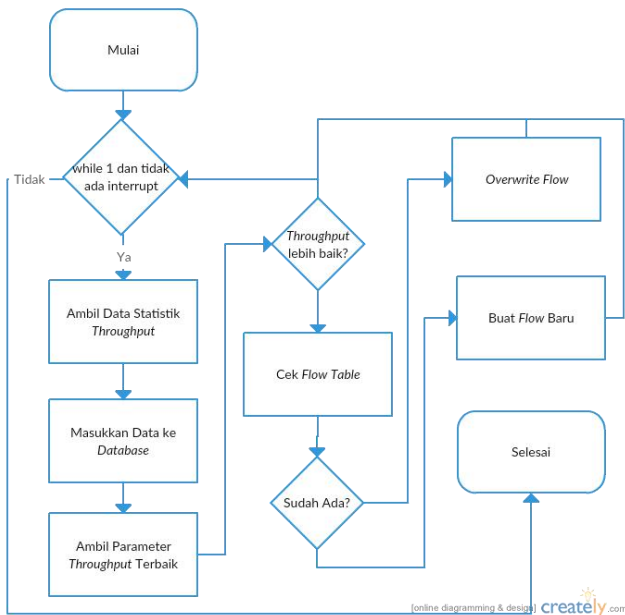 Mulai
while 1 dan tidak
ada interrupt
Tidak
Ya
Ambil Data Statistik
Throughput
Masukkan Data ke
Database
Ambil Parameter
Throughput Terbaik
Throughput
lebih baik?
Cek Flow Table
Sudah Ada?
Overwrite Flow
Buat Flow Baru
Selesai
[online diagramming & design]
creately.com